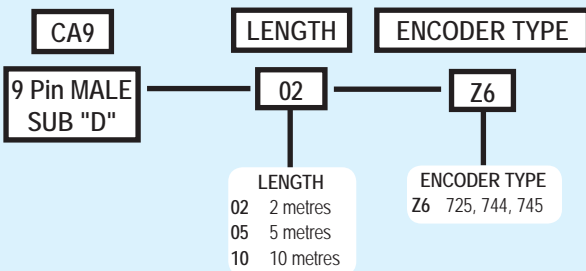 CA9 LENGTH ENCODER TYPE
9 Pin MALE
SUB "D"
02 Z6
LENGTH
02 2 metres
05 5 metres
10 10 metres
ENCODER TYPE
Z6 725, 744, 745